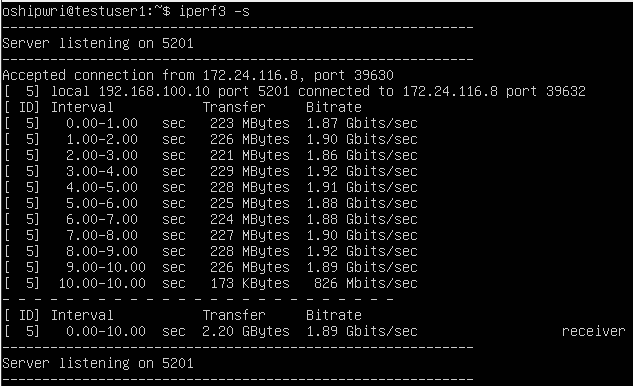 oshipwri@testuser1:~$ iperf3 -s
-----------------------------------------------------------
Server listening on 5201
-----------------------------------------------------------
Accepted connection from 172.24.116.8, port 39630
[  5] local 192.168.100.10 port 5201 connected to 172.24.116.8 port 39632
[ ID] Interval           Transfer     Bitrate
[  5]   0.00-1.00   sec   223 MBytes  1.87 Gbits/sec
[  5]   1.00-2.00   sec   226 MBytes  1.90 Gbits/sec
[  5]   2.00-3.00   sec   221 MBytes  1.86 Gbits/sec
[  5]   3.00-4.00   sec   229 MBytes  1.92 Gbits/sec
[  5]   4.00-5.00   sec   228 MBytes  1.91 Gbits/sec
[  5]   5.00-6.00   sec   225 MBytes  1.88 Gbits/sec
[  5]   6.00-7.00   sec   224 MBytes  1.88 Gbits/sec
[  5]   7.00-8.00   sec   227 MBytes  1.90 Gbits/sec
[  5]   8.00-9.00   sec   228 MBytes  1.92 Gbits/sec
[  5]   9.00-10.00  sec   226 MBytes  1.89 Gbits/sec
[  5]  10.00-10.00  sec   173 KBytes   826 Mbits/sec
- - - - - - - - - - - - - - - - - - - - - - - - -
[ ID] Interval           Transfer     Bitrate
[  5]   0.00-10.00  sec  2.20 GBytes  1.89 Gbits/sec                  receiver
-----------------------------------------------------------
Server listening on 5201
-----------------------------------------------------------